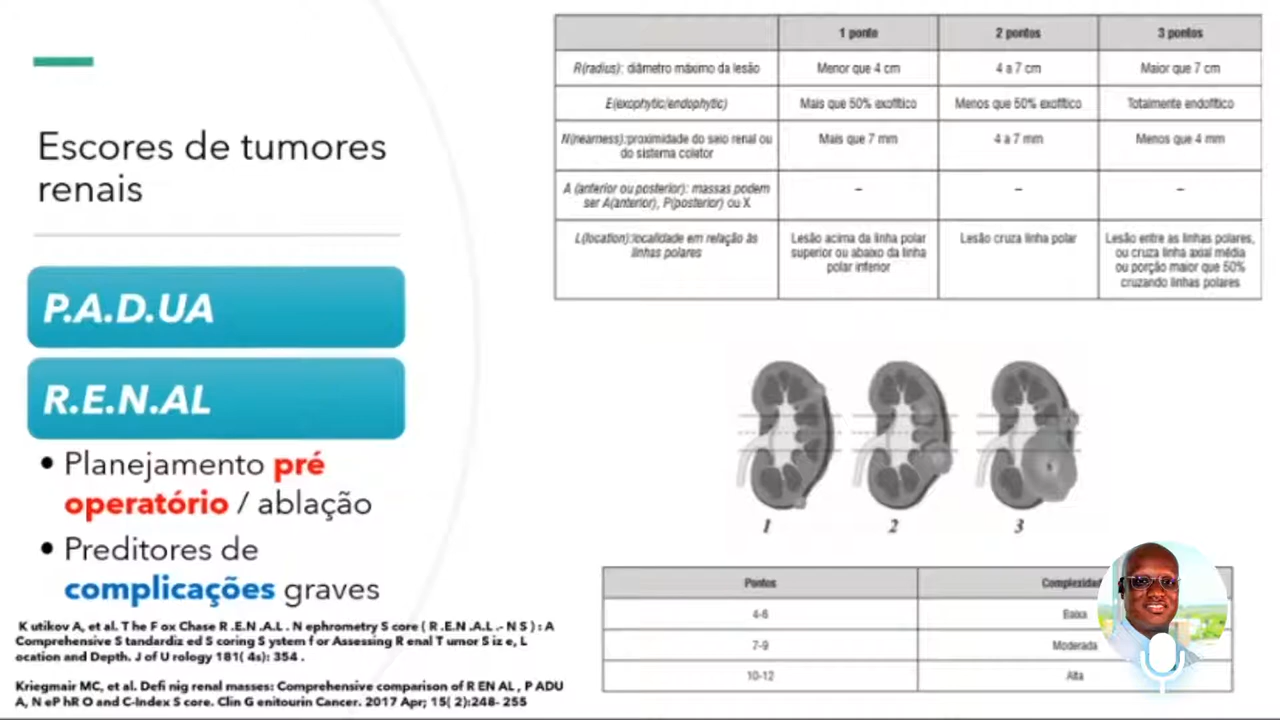 Escores de tumores
renais
P.A.D.UA
R.E.N.AL
• Planejamento pré
operatório / ablação
• Preditores de
complicações graves
K utikov A, et al. T he F ox Chase R .E.N .A.L . N ephrometry S core ( R .E.N .A.L .- N S ) : A
Comprehensive S tandardiz ed S coring S ystem f or Assessing R enal T umor S iz e, L
ocation and Depth. J of U rology 181( 4s): 354 .
Kriegmair MC, et al. Defi nig renal masses: Comprehensive comparison of R EN AL , P ADU
A, N eP hR O and C-Index S core. Clin G enitourin Cancer. 2017 Apr; 15( 2):248- 255
1 ponto 2 pontos 3 pontos
R(radius): diâmetro máximo da lesão Menor que 4 cm 4 a 7 cm Maior que 7 cm
E(exophytic/endophytic) Mais que 50% exofítico Menos que 50% exofítico Totalmente endofítico
N(nearness):proximidade do seio renal ou Mais que 7 mm 4 a 7 mm Menos que 4 mm
do sistema coletor
A (anterior ou posterior): massas podem – – –
ser A(anterior), P(posterior) ou X
L(location):localidade em relação às Lesão acima da linha polar Lesão cruza linha polar Lesão entre as linhas polares,
linhas polares superior ou abaixo da linha ou cruza linha axial média
polar inferior ou porção maior que 50%
cruzando linhas polares
1 2 3
Pontos
4-6 Baixa
7-9 Moderada
10-12 Alta